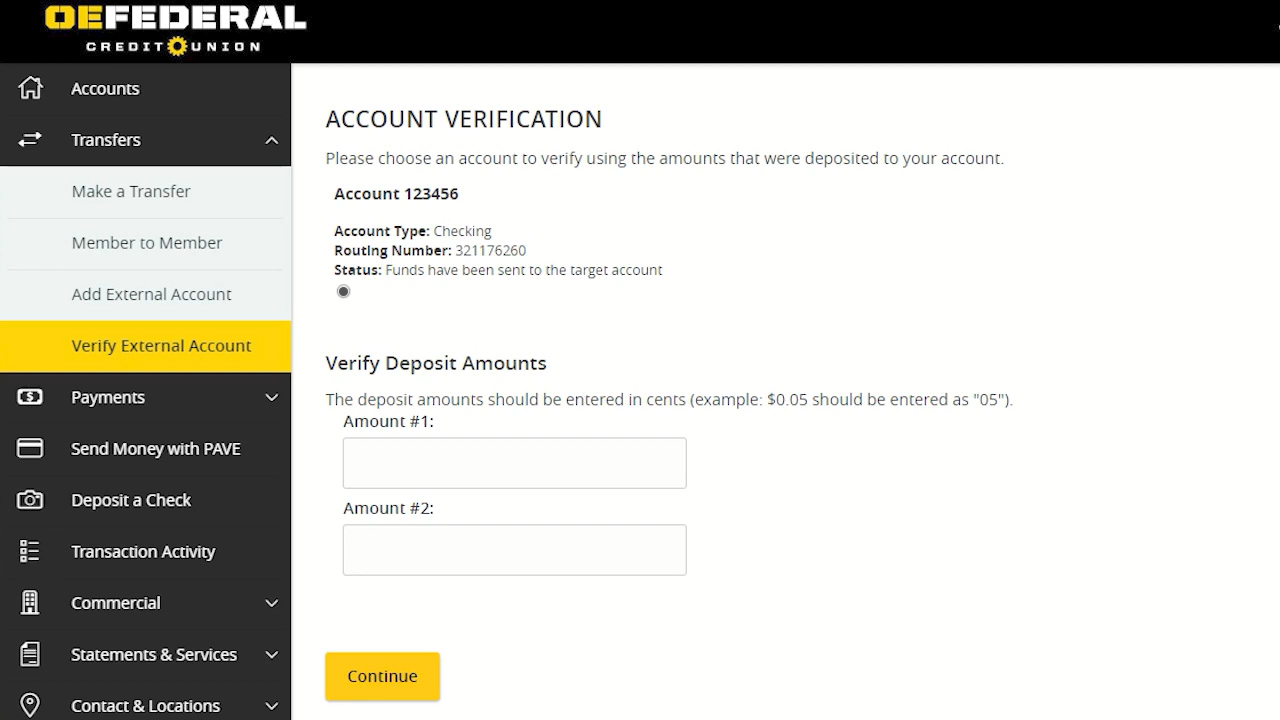 OEFEDERAL
CREDIT UNION
Accounts
Transfers
Make a Transfer
Member to Member
Add External Account
Verify External Account
Payments
Send Money with PAVE
Deposit a Check
Transaction Activity
Commercial
Statements & Services
Contact & Locations
ACCOUNT VERIFICATION
Please choose an account to verify using the amounts that were deposited to your account.
Account 123456
Account Type: Checking
Routing Number: 321176260
Status: Funds have been sent to the target account
Verify Deposit Amounts
The deposit amounts should be entered in cents (example: $0.05 should be entered as "05").
Amount #1:
Amount #2:
Continue